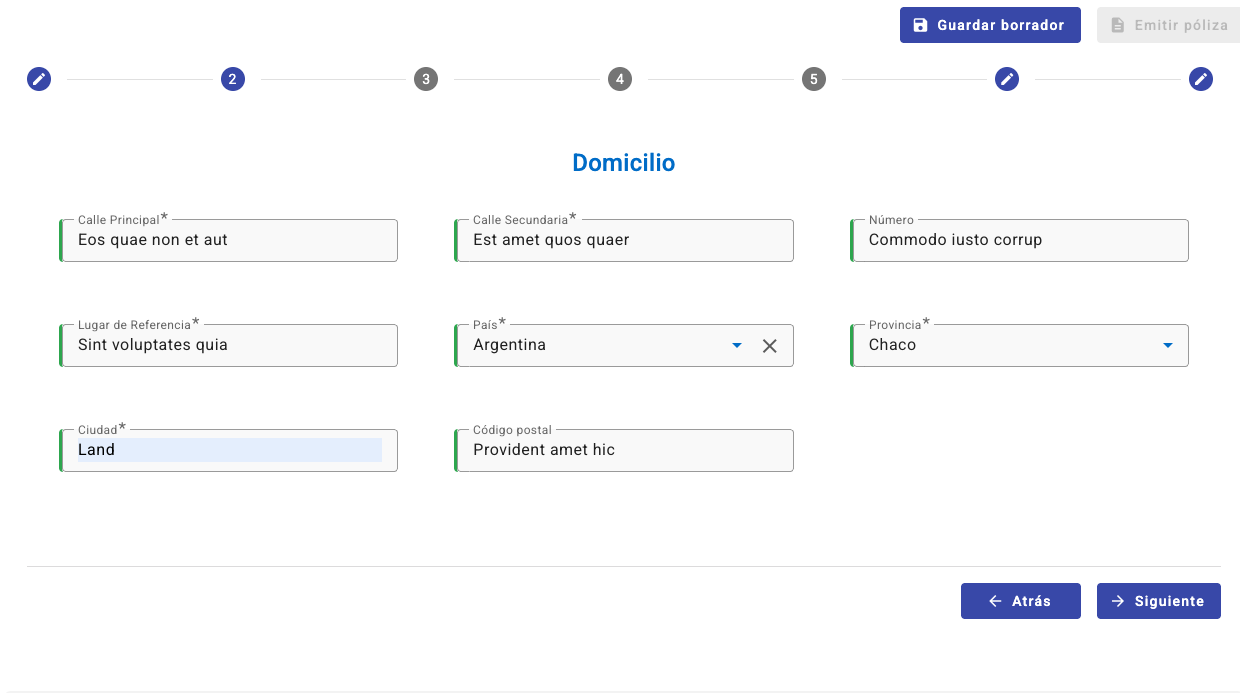 Guardar borrador
Emitir póliza
2
3
4
5
Domicilio
Calle Principal*
Eos quae non et aut
Calle Secundaria*
Est amet quos quaer
Número
Commodo iusto corrup
Lugar de Referencia*
Sint voluptates quia
País*
Argentina
Provincia*
Chaco
Ciudad*
Land
Código postal
Provident amet hic
Atrás
Siguiente